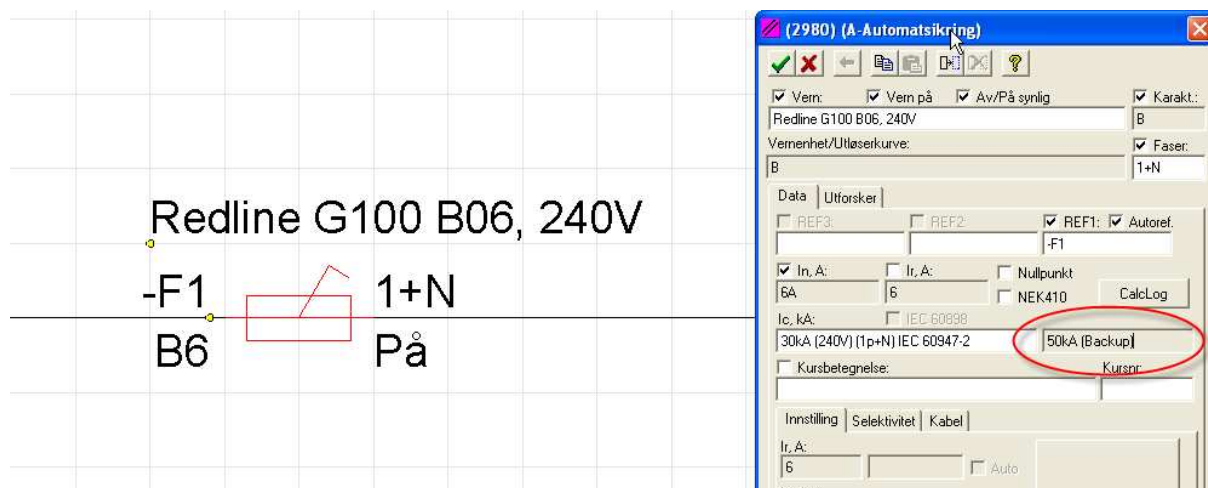 Redline G100 B06, 240V
-F1
1+N
B6
På
(2980) (A-Automatsikring)
Vern:
Vern på
Av/På synlig
Karakt.:
Redline G100 B06, 240V
B
Vernenhet/Utløserkurve:
Faser:
B
1+N
Data
Utforsker
REF3:
REF2:
REF1:
Autoref.
-F1
In, A:
Ir, A:
Nullpunkt
6A
6
NEK410
CalcLog
Ic, kA:
IEC 60898
30kA (240V) (1p+N) IEC 60947-2
50kA (Backup)
Kursbetegnelse:
Kursnr:
Innstilling
Selektivitet
Kabel
Ir, A:
6
Auto